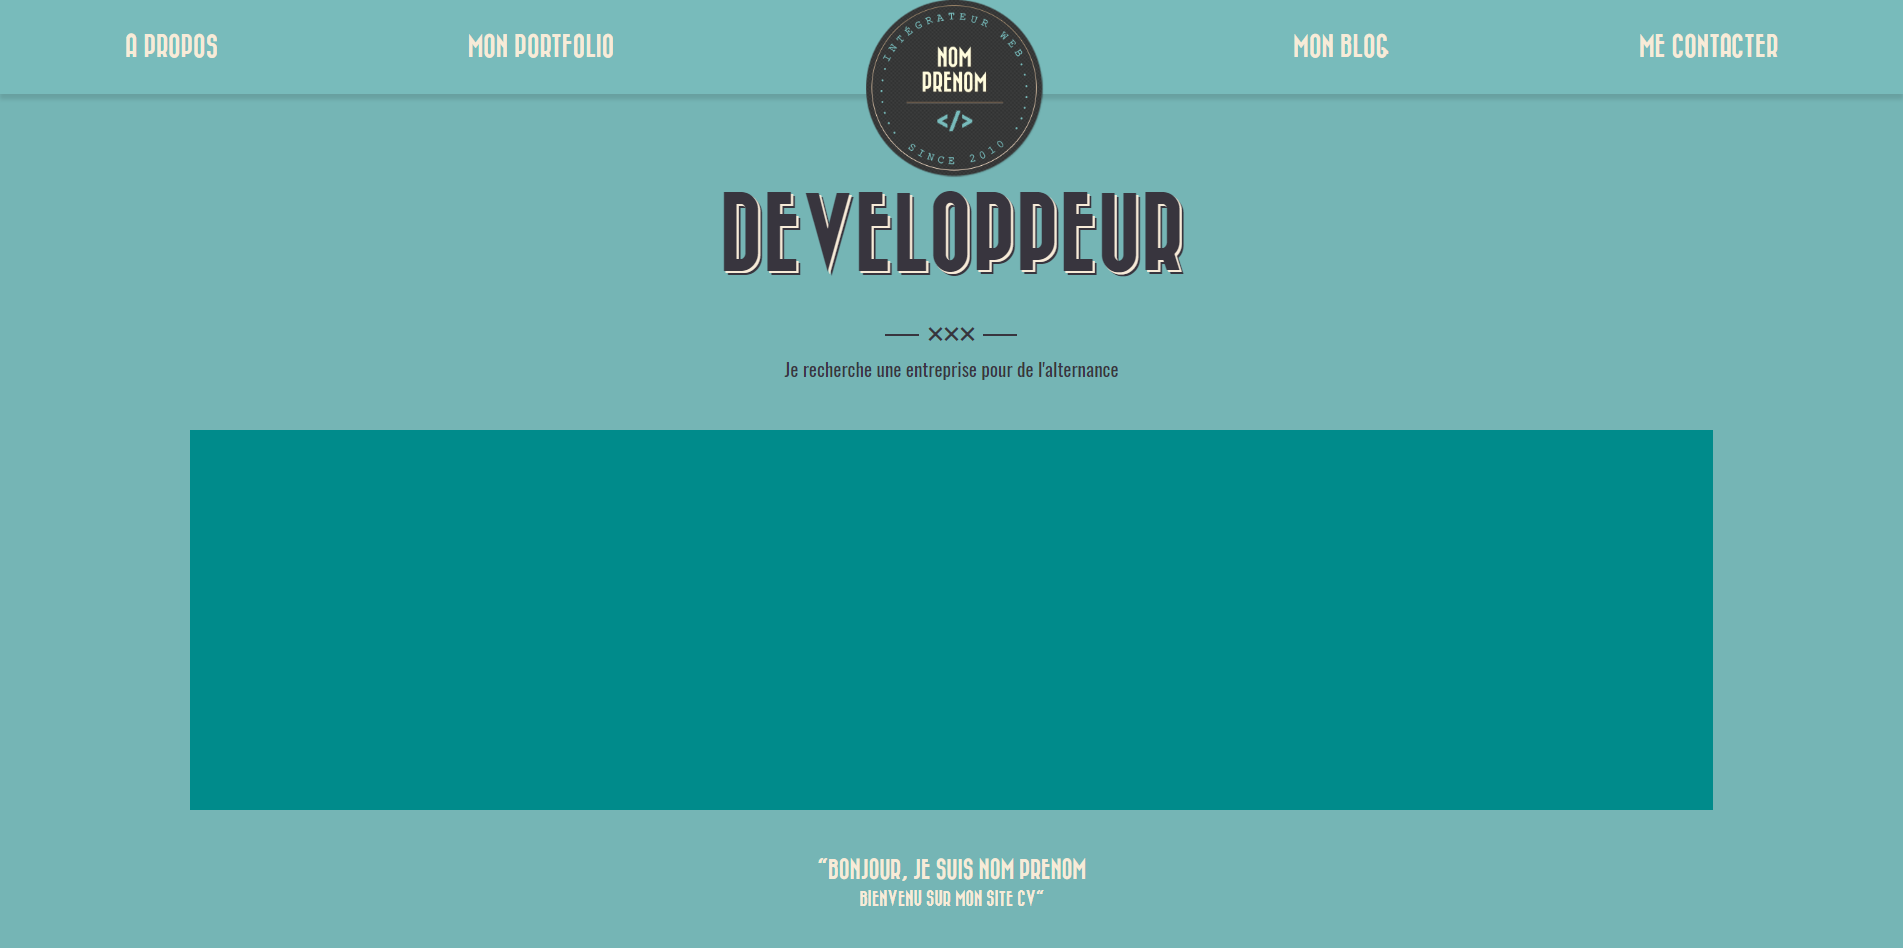 A PROPOS
MON PORTFOLIO
INTÉGRATEUR WEB
NOM
PRENOM
</>
SINCE 2010
MON BLOG
ME CONTACTER
DEVELOPPEUR
Je recherche une entreprise pour de l'alternance
“BONJOUR, JE SUIS NOM PRENOM
BIENVENU SUR MON SITE CV”